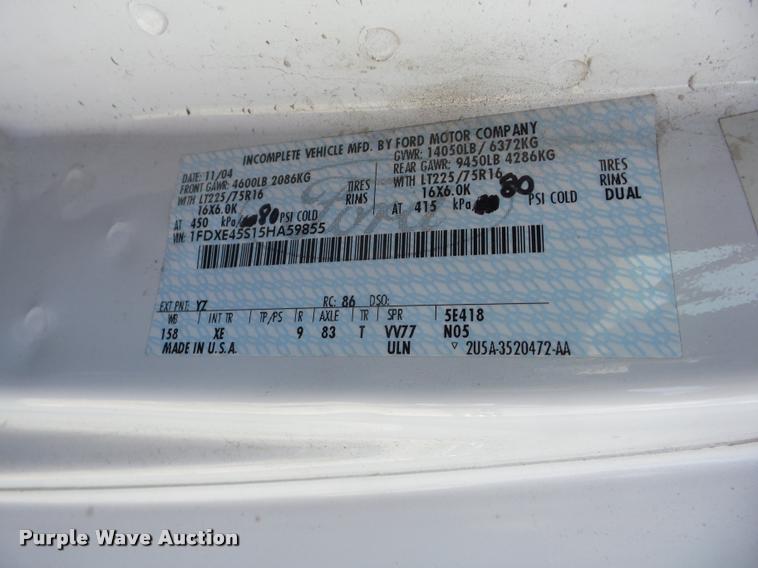 INCOMPLETE VEHICLE MFD. BY FORD MOTOR COMPANY
DATE: 11/04 GVWR: 14050LB/ 6372KG
FRONT GAWR: 4600LB 2086KG REAR GAWR: 9450LB 4286KG
WITH LT225/75R16 TIRES WITH LT225/75R16 TIRES
16X6.0K RIMS 16X6.0K RIMS
AT 450 kPa/ 80 PSI COLD AT 415 kPa/ 80 PSI COLD DUAL
VIN: 1FDXE45S15HA59855
Ford
EXT PNT: YZ RC: 86 DSO:
WB INT TR TP/PS R AXLE TR SPR 5E418
158 XE 9 83 T VV77 N05
MADE IN U.S.A. ULN ▽ 2U5A-3520472-AA
Purple Wave Auction